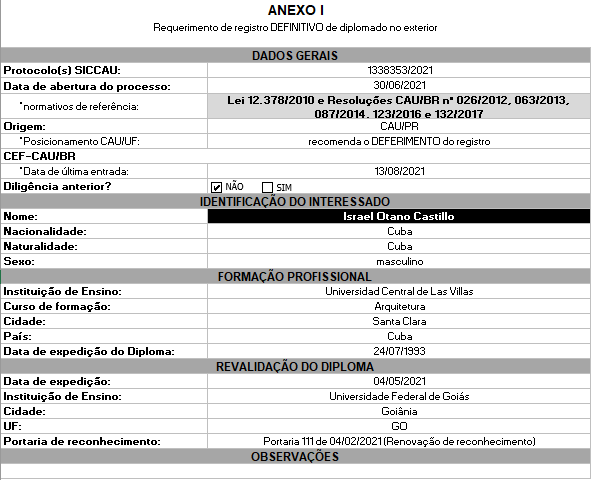 ANEXO I
Requerimento de registro DEFINITIVO de diplomado no exterior
DADOS GERAIS
Protocolo(s) SICCAU: 1338353/2021
Data de abertura do processo: 30/06/2021
*normativos de referência: Lei 12.378/2010 e Resoluções CAU/BR nº 026/2012, 063/2013,
087/2014, 123/2016 e 132/2017
Origem: CAU/PR
*Posicionamento CAU/UF: recomenda o DEFERIMENTO do registro
CEF-CAU/BR
*Data de última entrada: 13/08/2021
Diligência anterior? NÃO SIM
IDENTIFICAÇÃO DO INTERESSADO
Nome: Israel Otano Castillo
Nacionalidade: Cuba
Naturalidade: Cuba
Sexo: masculino
FORMAÇÃO PROFISSIONAL
Instituição de Ensino: Universidad Central de Las Villas
Curso de formação: Arquitetura
Cidade: Santa Clara
País: Cuba
Data de expedição do Diploma: 24/07/1993
REVALIDAÇÃO DO DIPLOMA
Data de expedição: 04/05/2021
Instituição de Ensino: Universidade Federal de Goiás
Cidade: Goiânia
UF: GO
Portaria de reconhecimento: Portaria 111 de 04/02/2021(Renovação de reconhecimento)
OBSERVAÇÕES